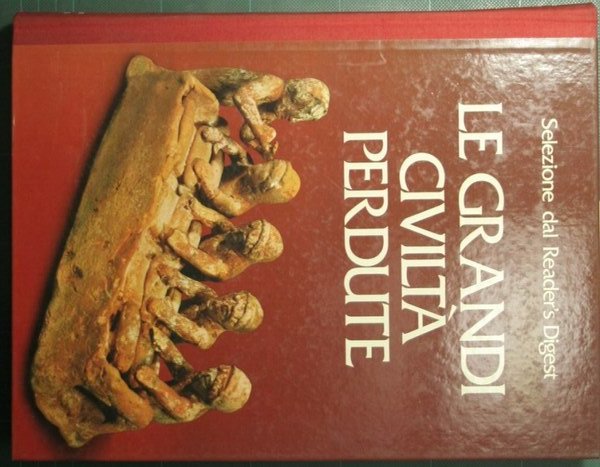 Selezione dal Reader's Digest
LE GRANDI
CIVILTÀ
PERDUTE